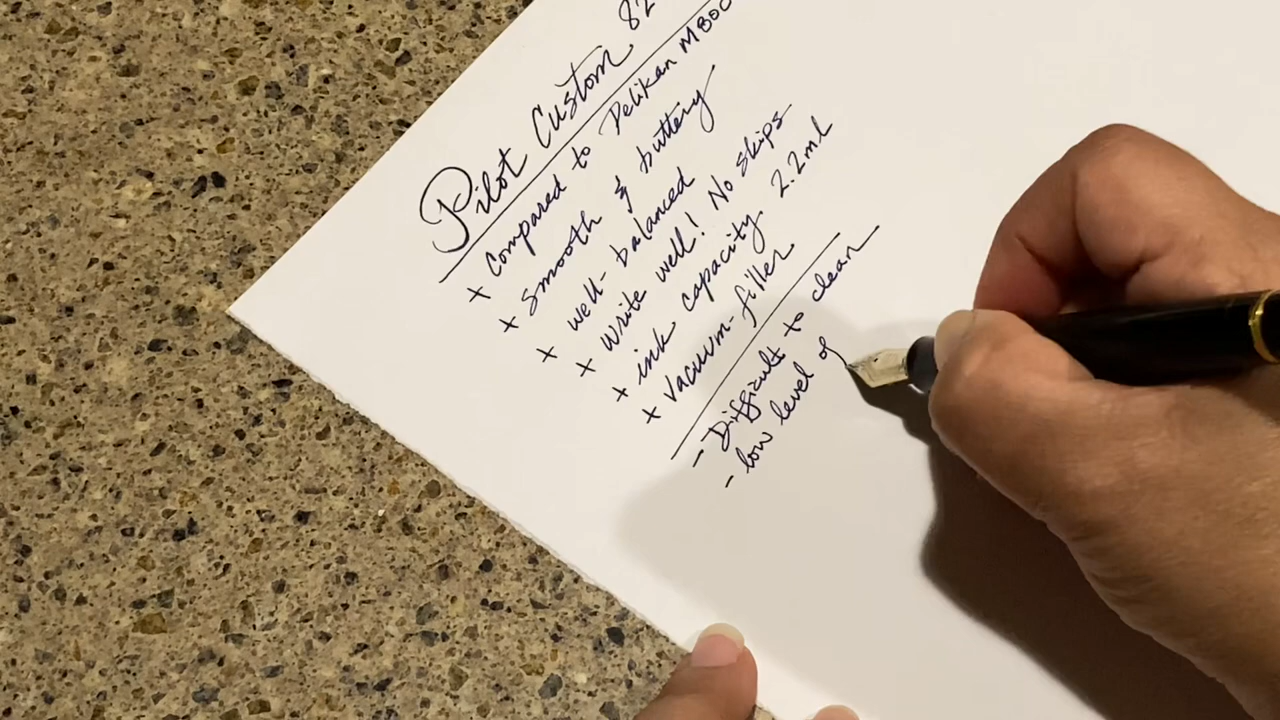 Pilot Custom 82
+ Compared to Pelikan M800
+ smooth & buttery
well-balanced
+ write well! No skips
+ ink capacity 2.2ml
+ vacuum-filler
- Difficult to clean
- low level of